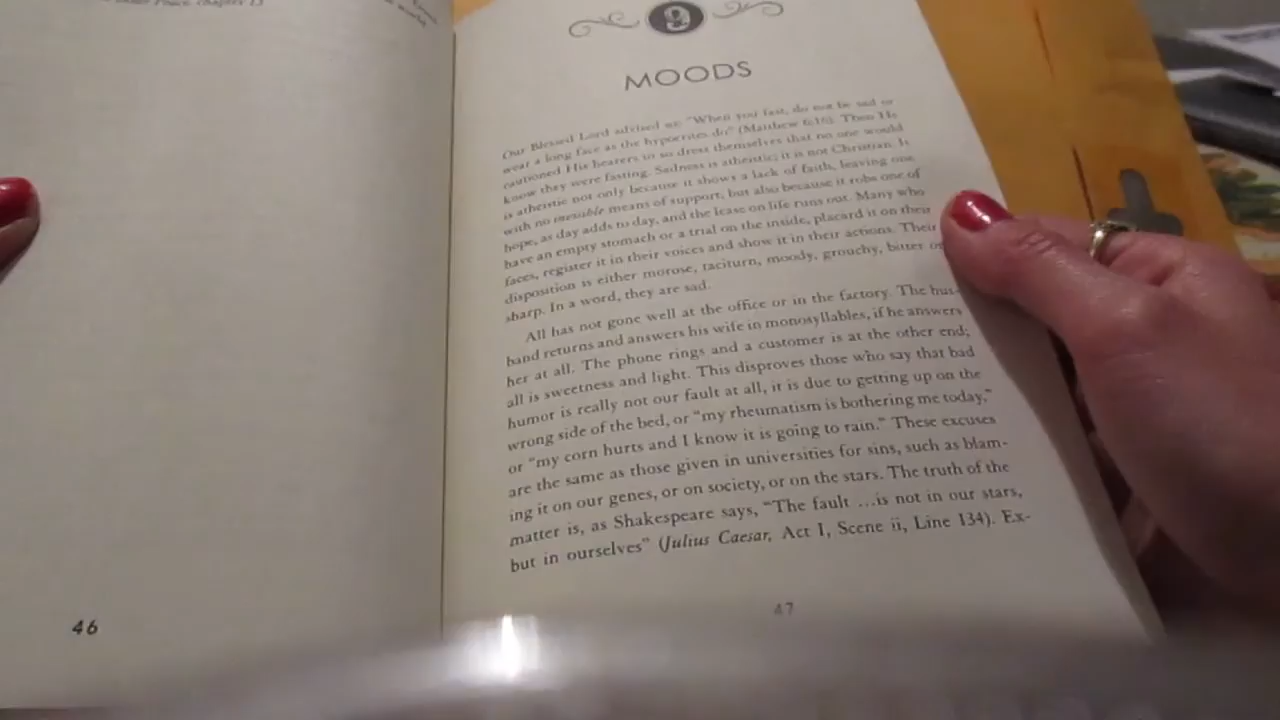 Peace, chapter 13
46
9
MOODS
Our Blessed Lord advised us: "When you fast, do not be sad or
wear a long face as the hypocrites do" (Matthew 6:16). Then He
cautioned His hearers to so dress themselves that no one would
know they were fasting. Sadness is atheistic; it is not Christian. It
is atheistic not only because it shows a lack of faith, leaving one
with no invisible means of support, but also because it robs one of
hope, as day adds to day, and the lease on life runs out. Many who
have an empty stomach or a trial on the inside, placard it on their
faces, register it in their voices and show it in their actions. Their
disposition is either morose, taciturn, moody, grouchy, bitter or
sharp. In a word, they are sad.
All has not gone well at the office or in the factory. The hus-
band returns and answers his wife in monosyllables, if he answers
her at all. The phone rings and a customer is at the other end;
all is sweetness and light. This disproves those who say that bad
humor is really not our fault at all, it is due to getting up on the
wrong side of the bed, or "my rheumatism is bothering me today,"
or "my corn hurts and I know it is going to rain." These excuses
are the same as those given in universities for sins, such as blam-
ing it on our genes, or on society, or on the stars. The truth of the
matter is, as Shakespeare says, "The fault ...is not in our stars,
but in ourselves" (Julius Caesar, Act I, Scene ii, Line 134). Ex-
47